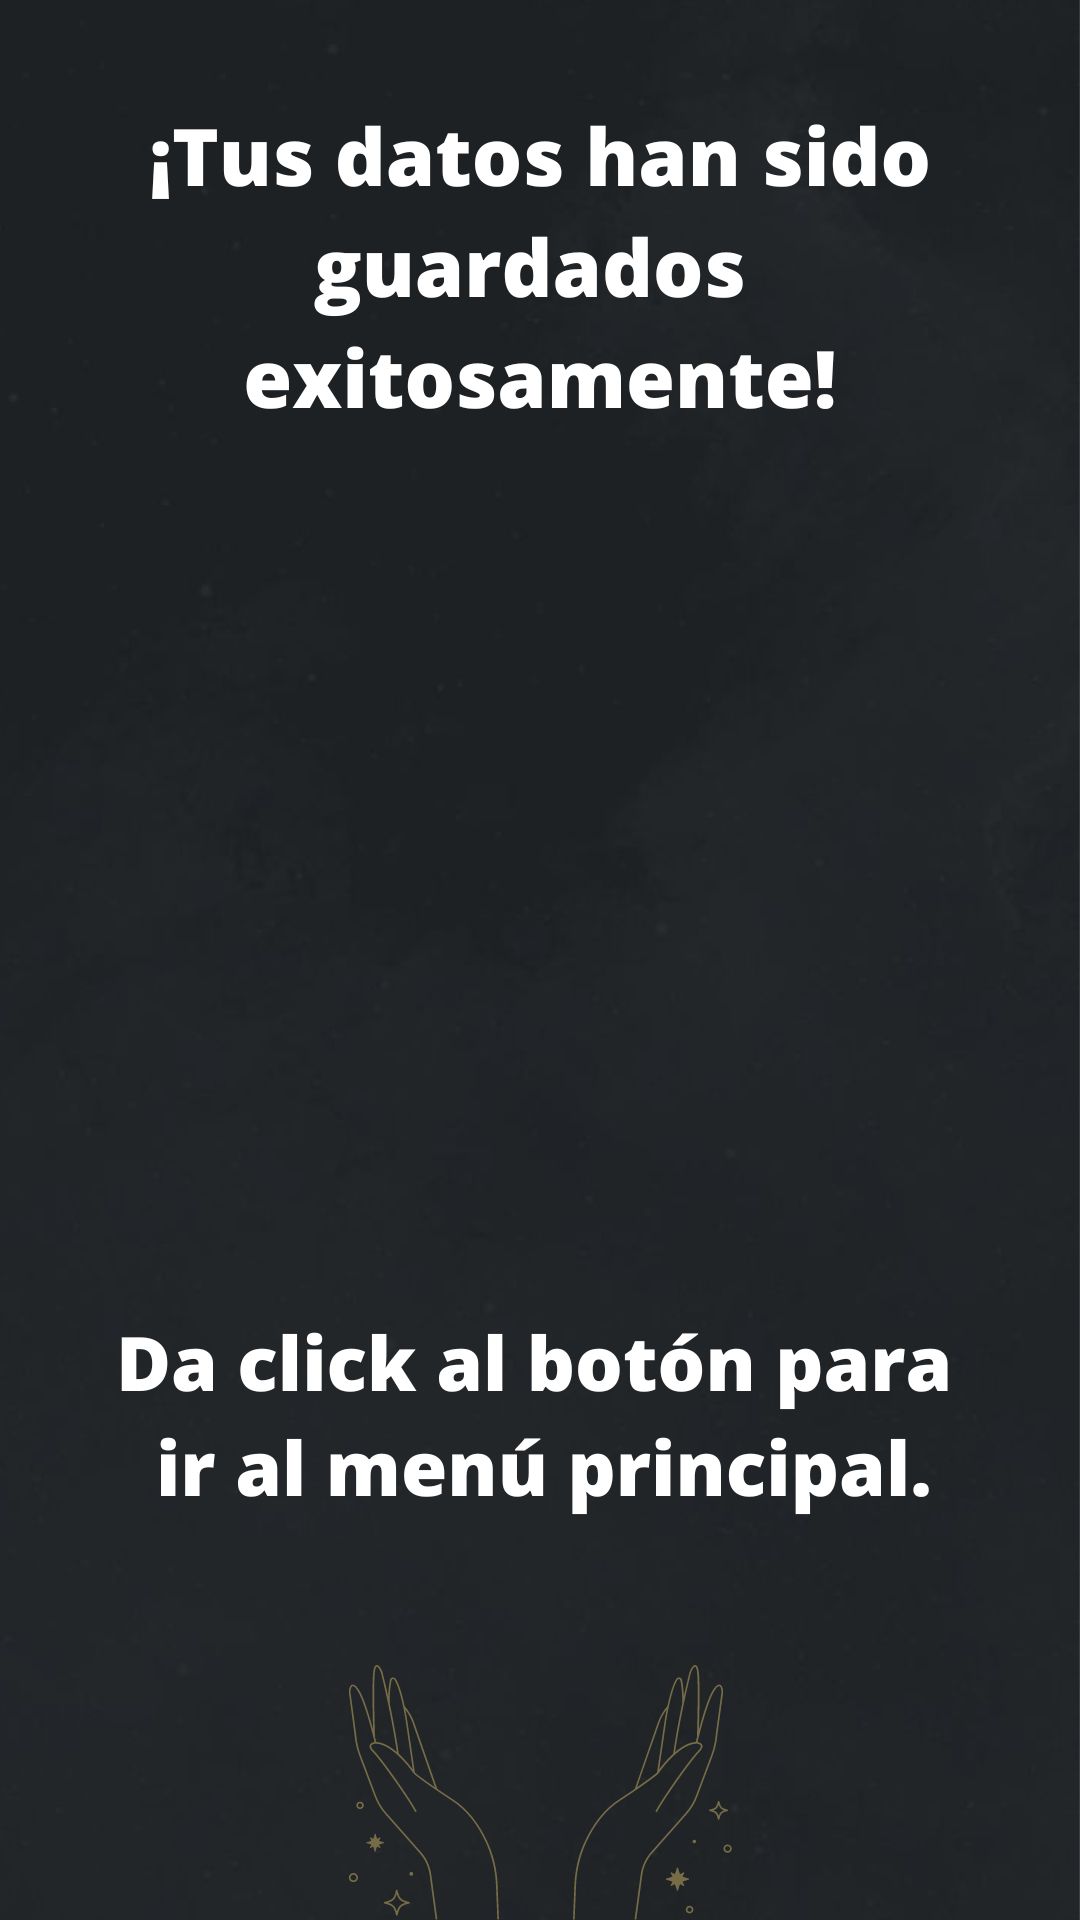 ¡Tus datos han sido
guardados
exitosamente!
Da click al botón para
ir al menú principal.